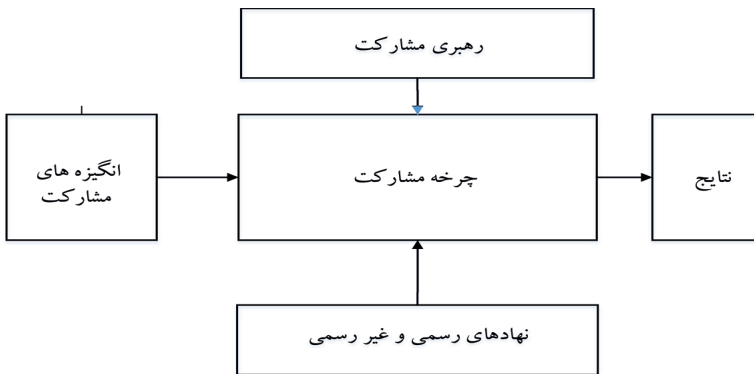 رهبری مشارکت
انگیزه های
مشارکت
چرخه مشارکت
نتایج
نهادهای رسمی و غیر رسمی